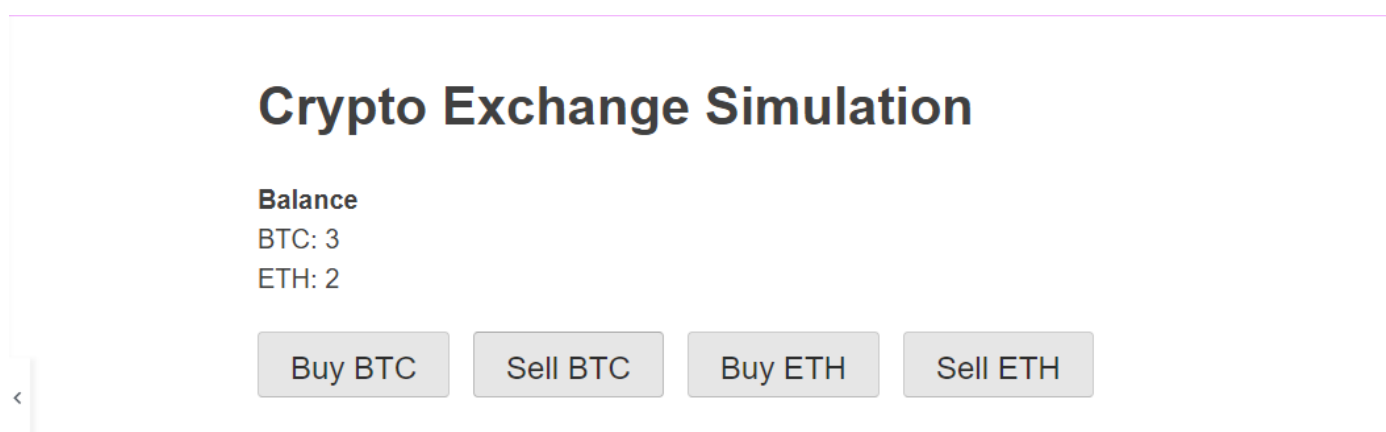 Crypto Exchange Simulation
Balance
BTC: 3
ETH: 2
Buy BTC Sell BTC Buy ETH Sell ETH